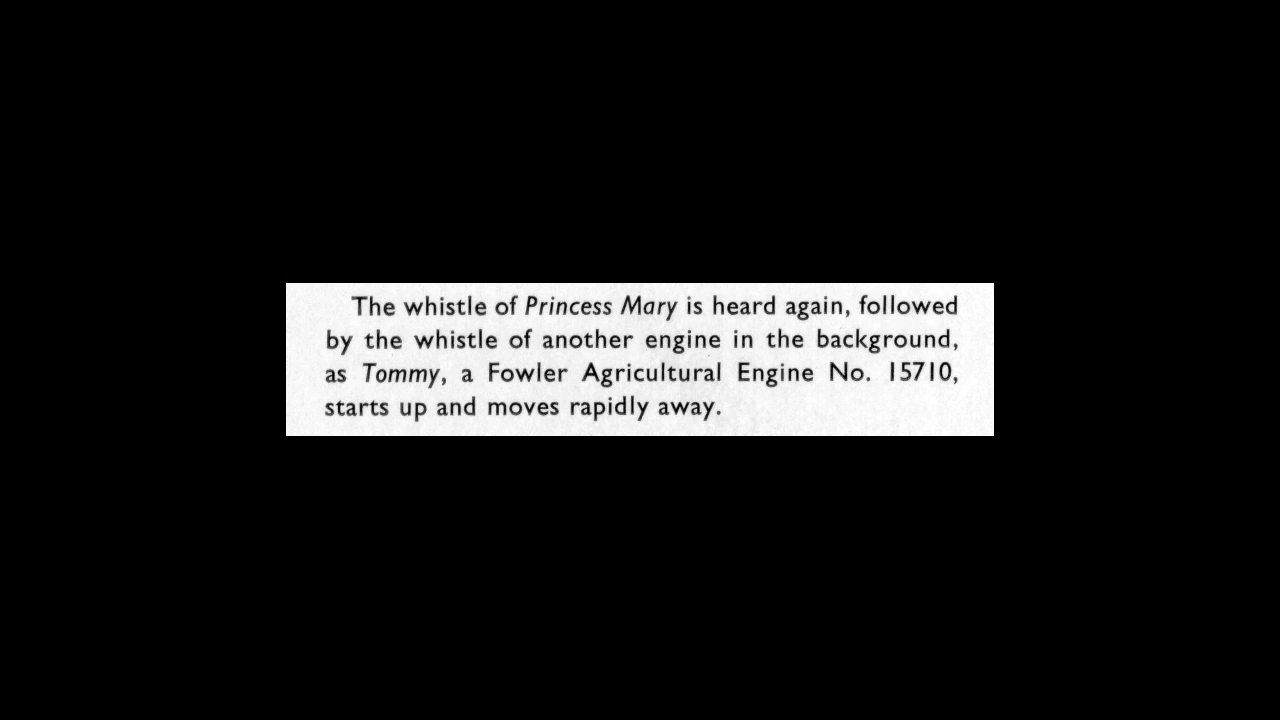 The whistle of Princess Mary is heard again, followed
by the whistle of another engine in the background,
as Tommy, a Fowler Agricultural Engine No. 15710,
starts up and moves rapidly away.